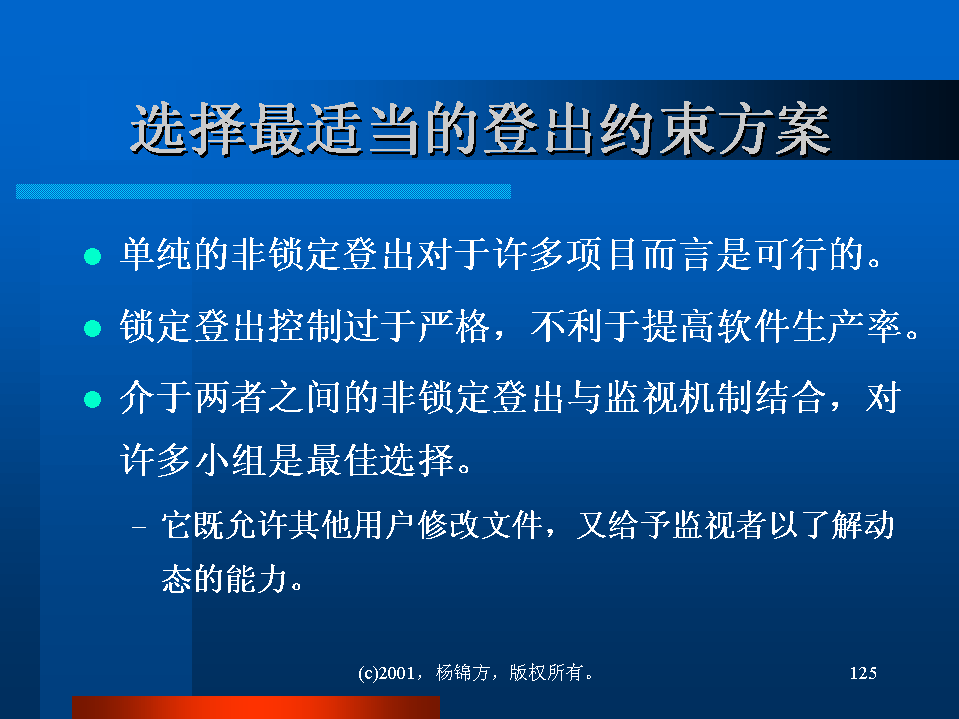 选择最适当的登出约束方案
单纯的非锁定登出对于许多项目而言是可行的。
锁定登出控制过于严格，不利于提高软件生产率。
介于两者之间的非锁定登出与监视机制结合，对
许多小组是最佳选择。
– 它既允许其他用户修改文件，又给予监视者以了解动
态的能力。
(c)2001，杨锦方，版权所有。
125